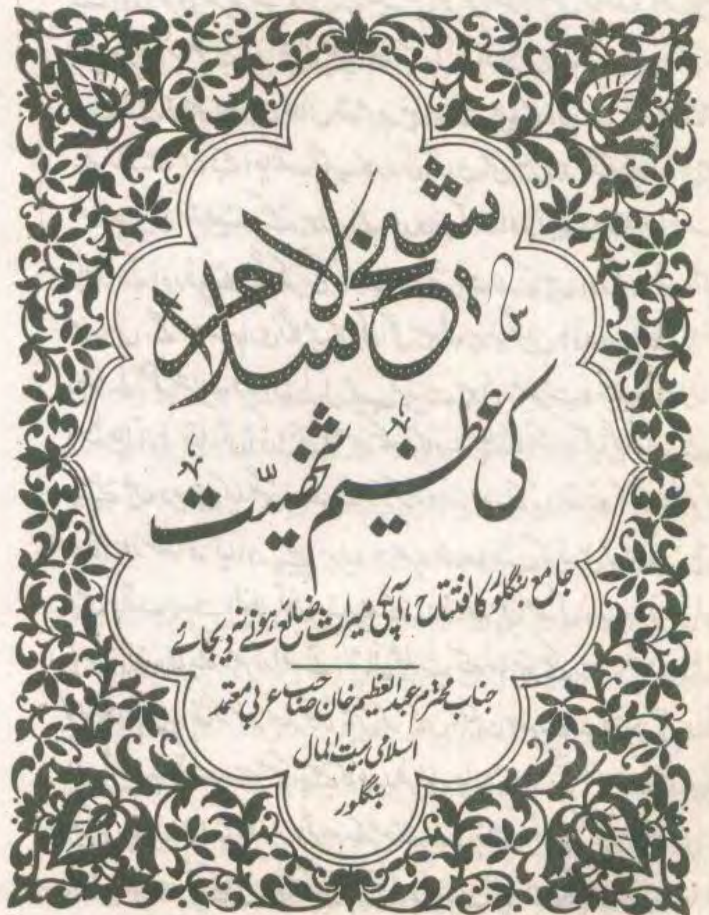 شیخ الاسلام
کی عظیم شخصیت
جامع بنگلور کا افتتاح، آپکی میراث ضائع ہونے نہ دیجائے
جناب محترم عبدالعظیم خان صاحب عربی معتمد
اسلامی بیت المال
بنگلور